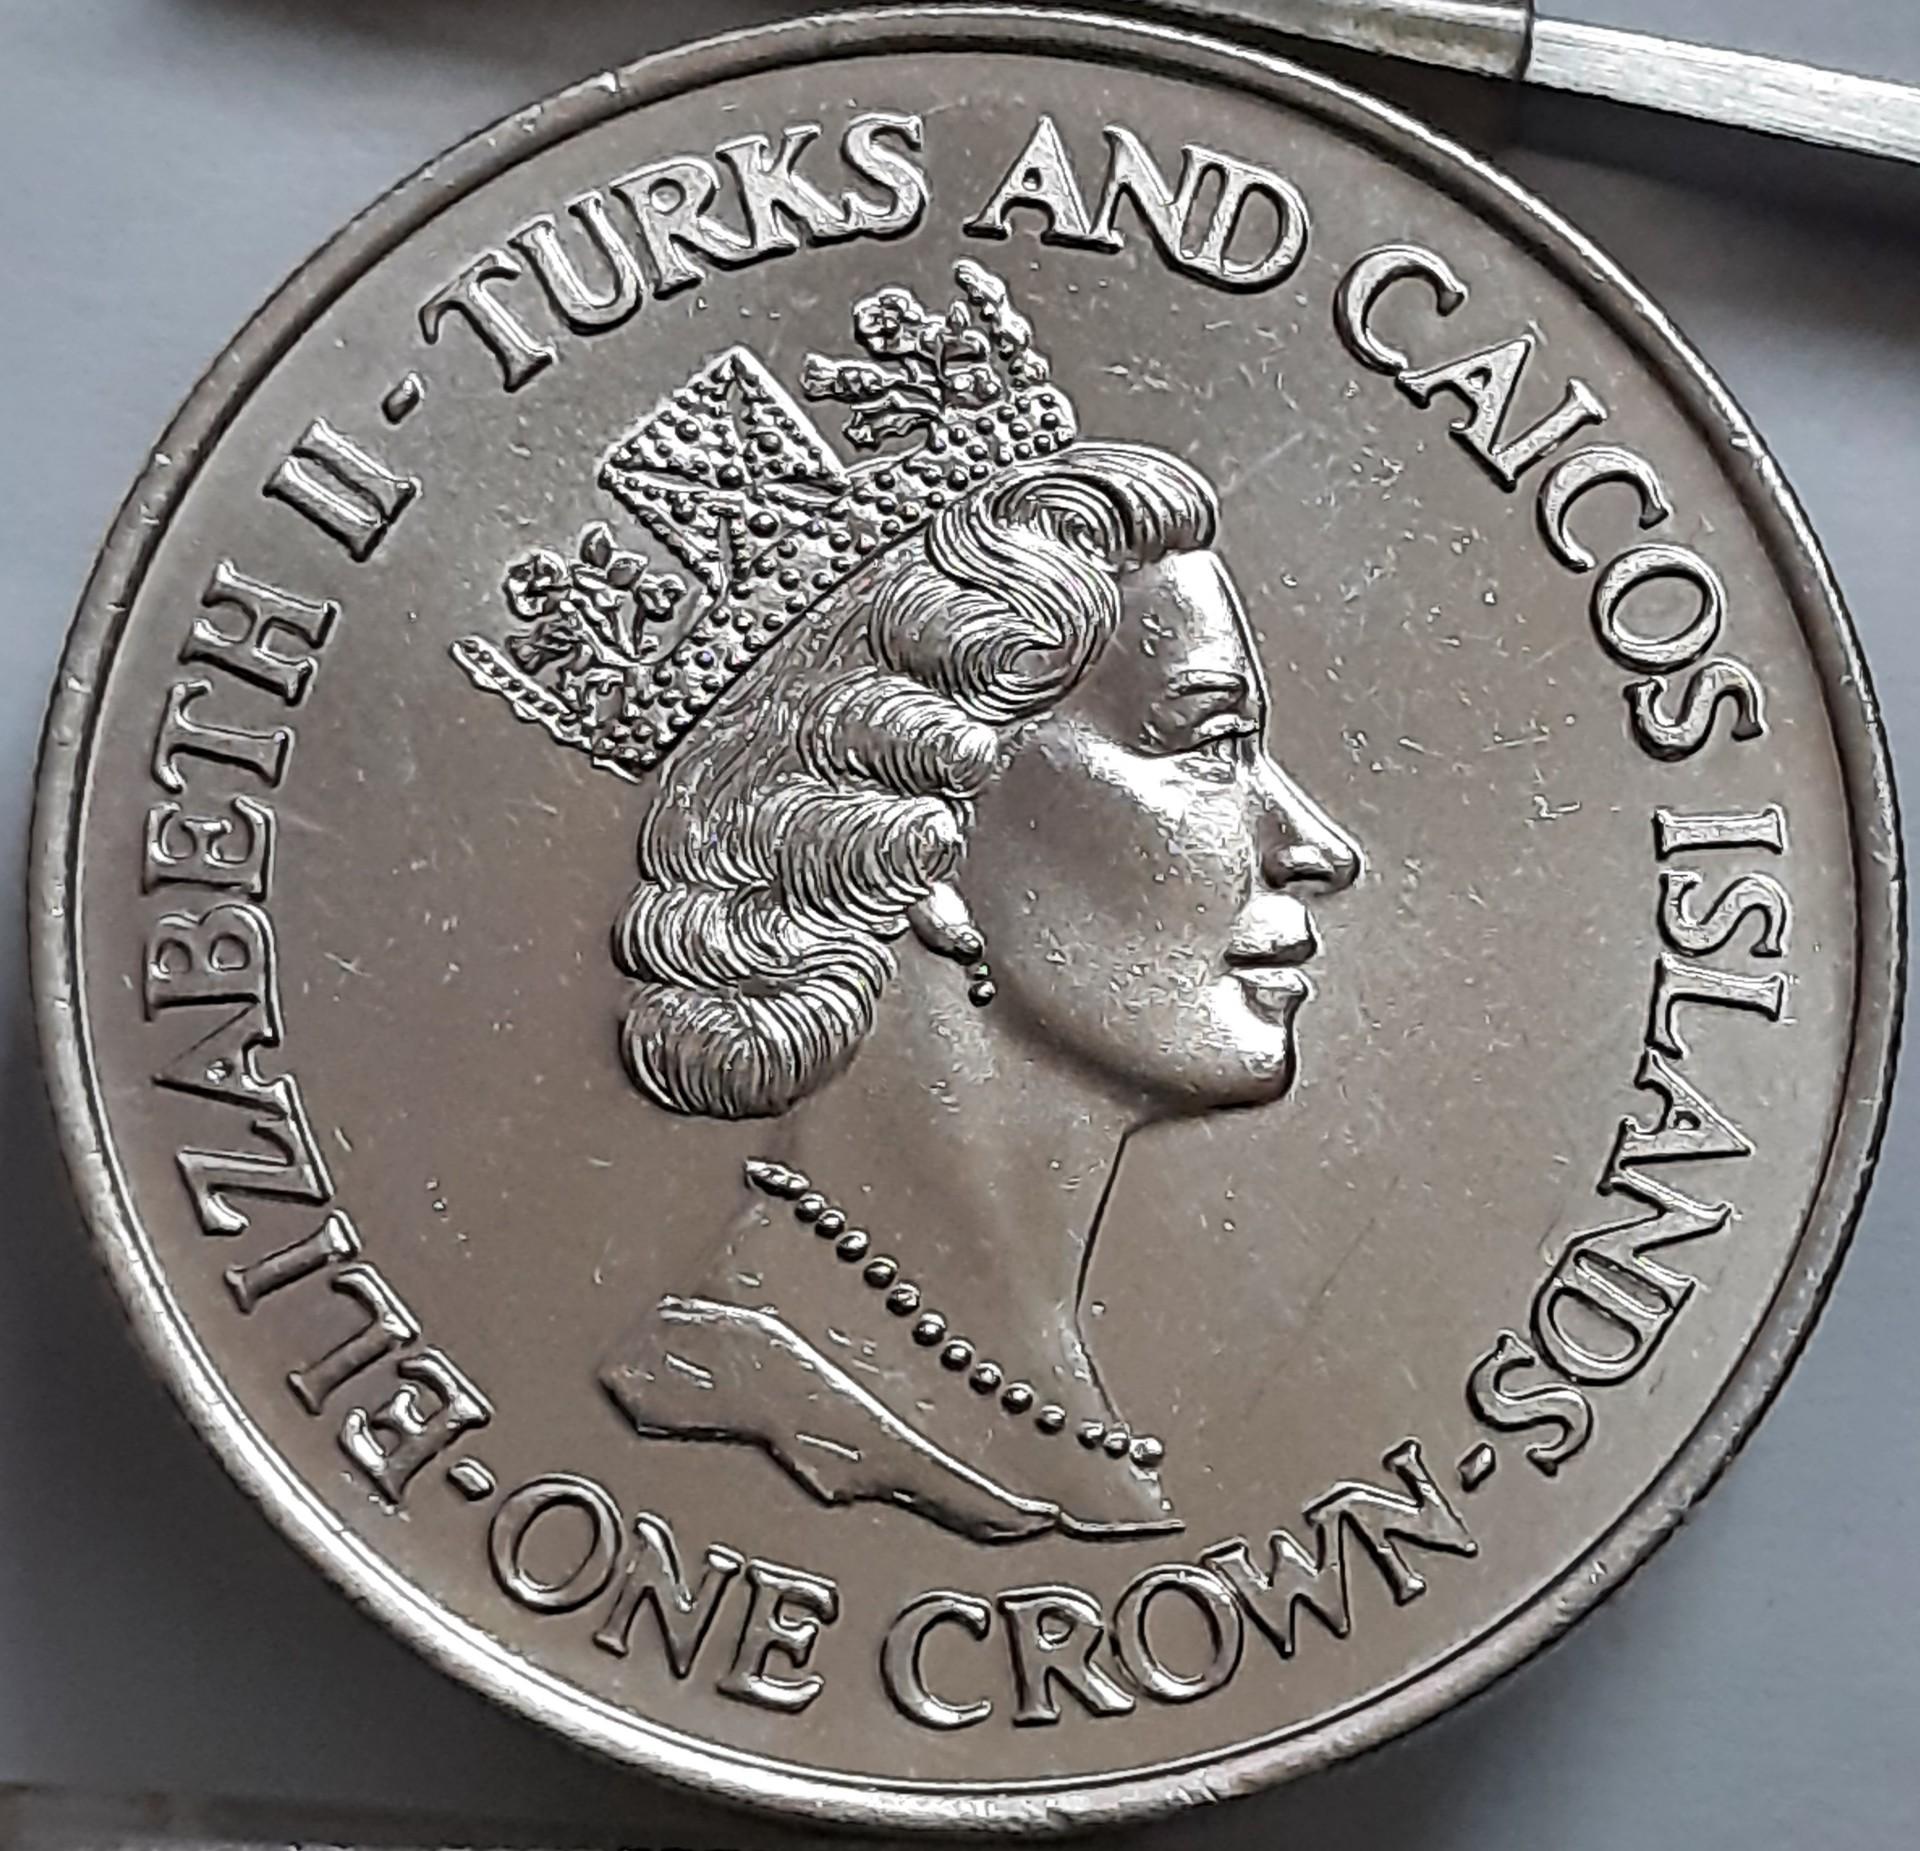 ELIZABETH II - TURKS AND CAICOS ISLANDS - ONE CROWN -